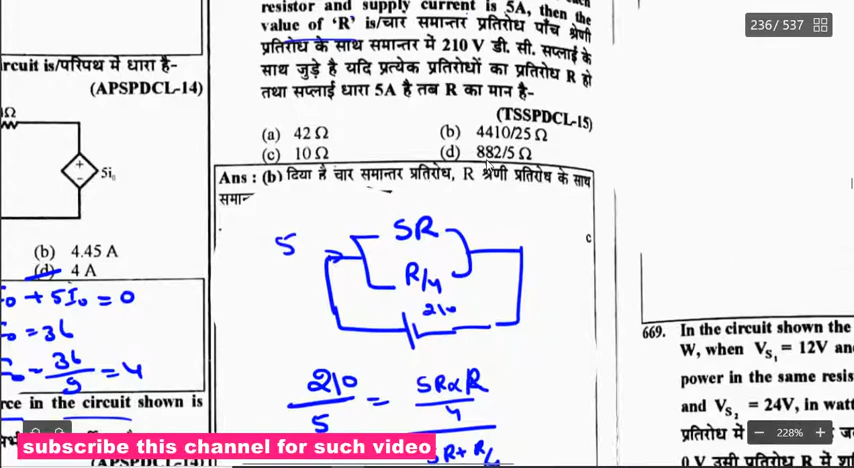 resistor and supply current is 5A, then the
value of 'R' is/चार समान्तर प्रतिरोध पाँच श्रेणी
प्रतिरोध के साथ समान्तर में 210 V डी. सी. सप्लाई के
साथ जुड़े है यदि प्रत्येक प्रतिरोधों का प्रतिरोध R हो
तथा सप्लाई धारा 5A है तब R का मान है-
(TSSPDCL-15)
(a) 42 Ω
(b) 4410/25 Ω
(c) 10 Ω
(d) 882/5 Ω
Ans : (b) दिया है चार समान्तर प्रतिरोध, R श्रेणी प्रतिरोध के साथ
5
5R
R/4
210
c
210/5 = 5R×R/4
5R + R/4
rcuit is/परिपथ में धारा है-
(APSPDCL-14)
Ω
5i₀
(b) 4.45 A
(d) 4 A
+ 5I₀ = 0
= 36
36/9 = 4
rce in the circuit shown is
(APSPDCL-14)
236 / 537
669. In the circuit shown the
W, when VS₁ = 12V an
power in the same resis
and VS₂ = 24V, in wat
प्रतिरोध में
228%
0 V उसी प्रतिरोध R में
subscribe this channel for such video